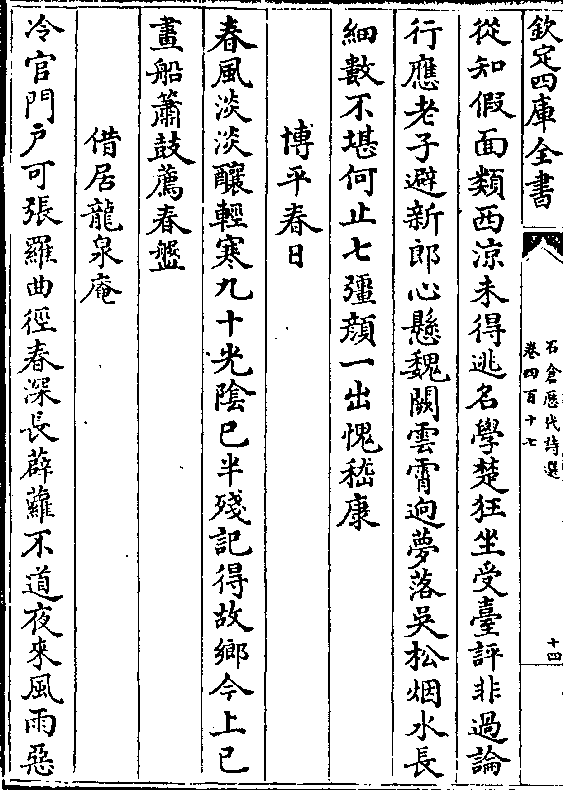 欽定四庫全書
石倉歷代詩選
卷四百十七
十四
從知假面類西涼未得逃名學楚狂坐受臺評非過論
行應老子避新郎心懸魏闕雲霄逈夢落吳松烟水長
細數不堪何止七彊顔一出愧嵇康
博平春日
春風淡淡釀輕寒九十光陰已半殘記得故鄉今上巳
畫船簫鼓薦春盤
借居龍泉庵
冷官門戶可張羅曲徑春深長薜蘿不道夜來風雨惡